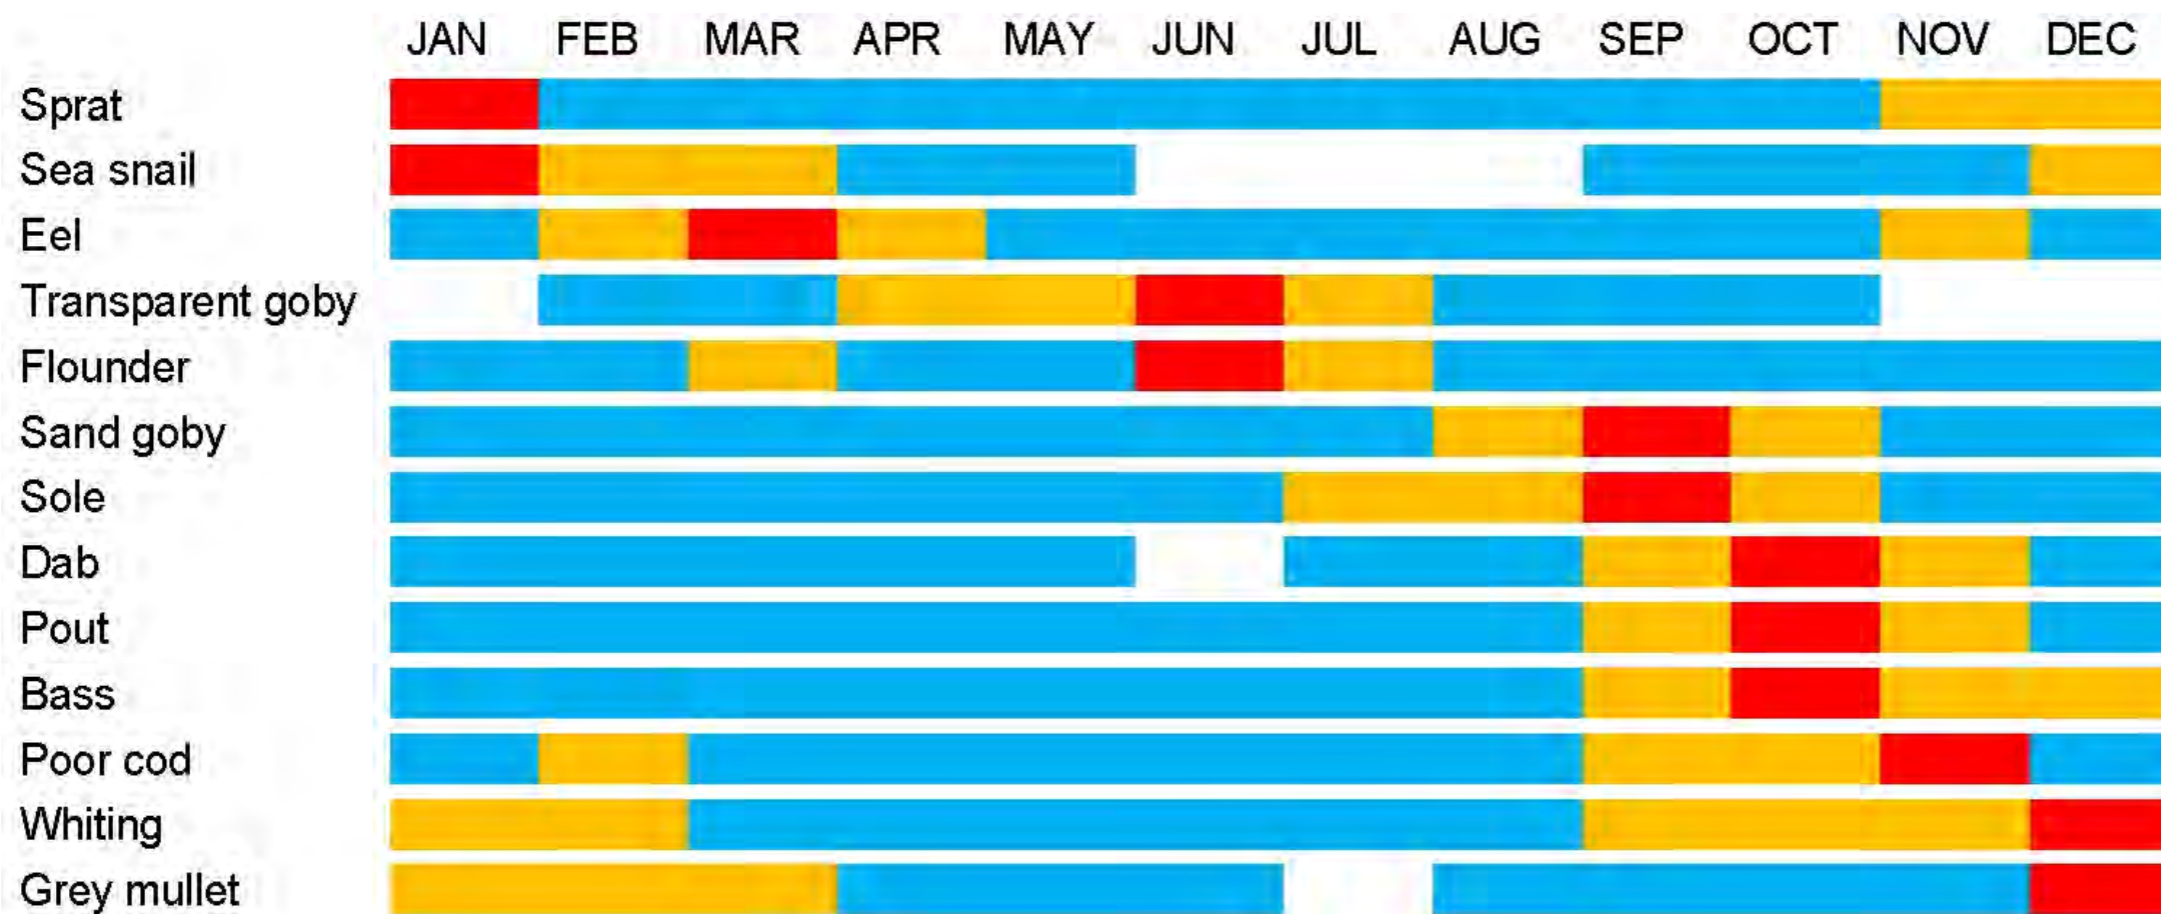 JAN FEB MAR APR MAY JUN JUL AUG SEP OCT NOV DEC
Sprat
Sea snail
Eel
Transparent goby
Flounder
Sand goby
Sole
Dab
Pout
Bass
Poor cod
Whiting
Grey mullet